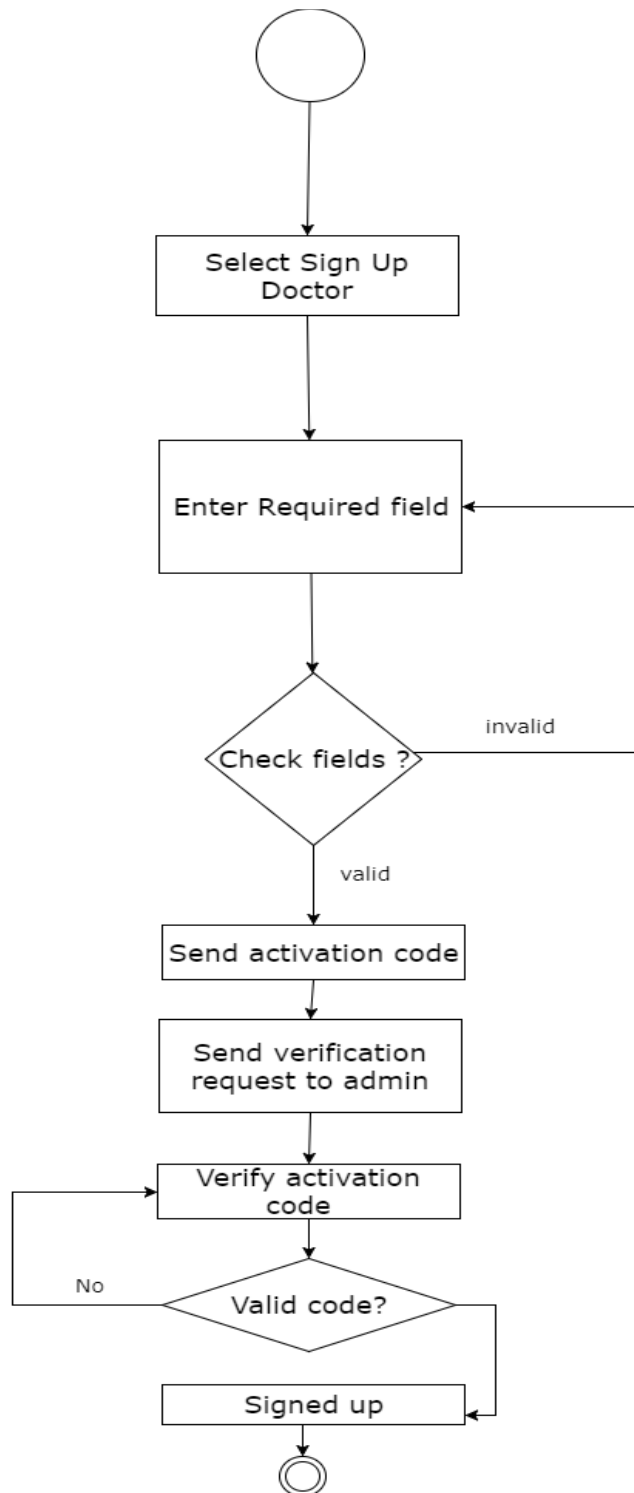 Select Sign Up
Doctor
Enter Required field
invalid
Check fields ?
valid
Send activation code
Send verification
request to admin
Verify activation
code
No
Valid code?
Signed up